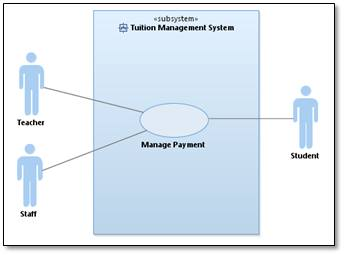 «subsystem»
Tuition Management System
Teacher
Manage Payment
Student
Staff